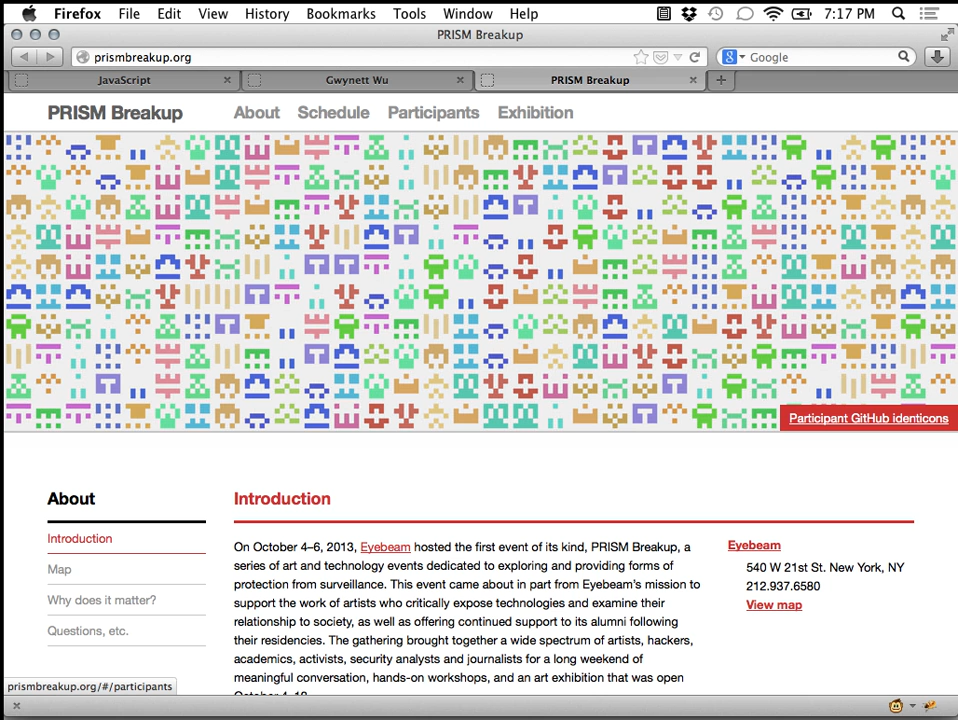 Firefox File Edit View History Bookmarks Tools Window Help 7:17 PM
PRISM Breakup
prismbreakup.org Google
JavaScript Gwynett Wu PRISM Breakup
PRISM Breakup About Schedule Participants Exhibition
Participant GitHub identicons
About
Introduction
Map
Why does it matter?
Questions, etc.
Introduction
On October 4–6, 2013, Eyebeam hosted the first event of its kind, PRISM Breakup, a
series of art and technology events dedicated to exploring and providing forms of
protection from surveillance. This event came about in part from Eyebeam's mission to
support the work of artists who critically expose technologies and examine their
relationship to society, as well as offering continued support to its alumni following
their residencies. The gathering brought together a wide spectrum of artists, hackers,
academics, activists, security analysts and journalists for a long weekend of
meaningful conversation, hands-on workshops, and an art exhibition that was open
October 4–
Eyebeam
540 W 21st St. New York, NY
212.937.6580
View map
prismbreakup.org/#/participants